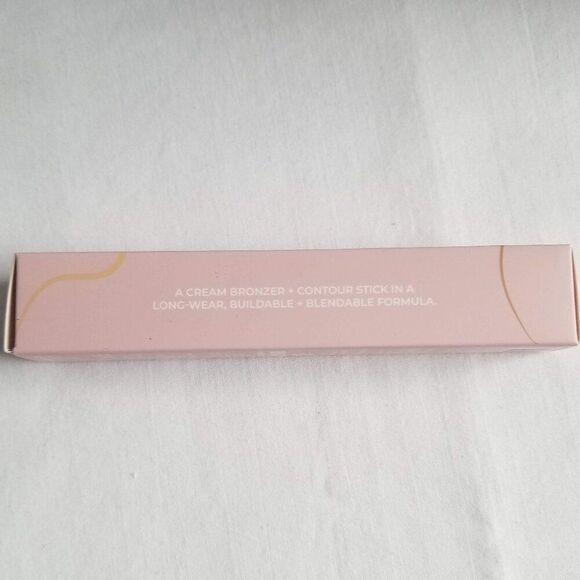 A CREAM BRONZER + CONTOUR STICK IN A
LONG-WEAR, BUILDABLE + BLENDABLE FORMULA.